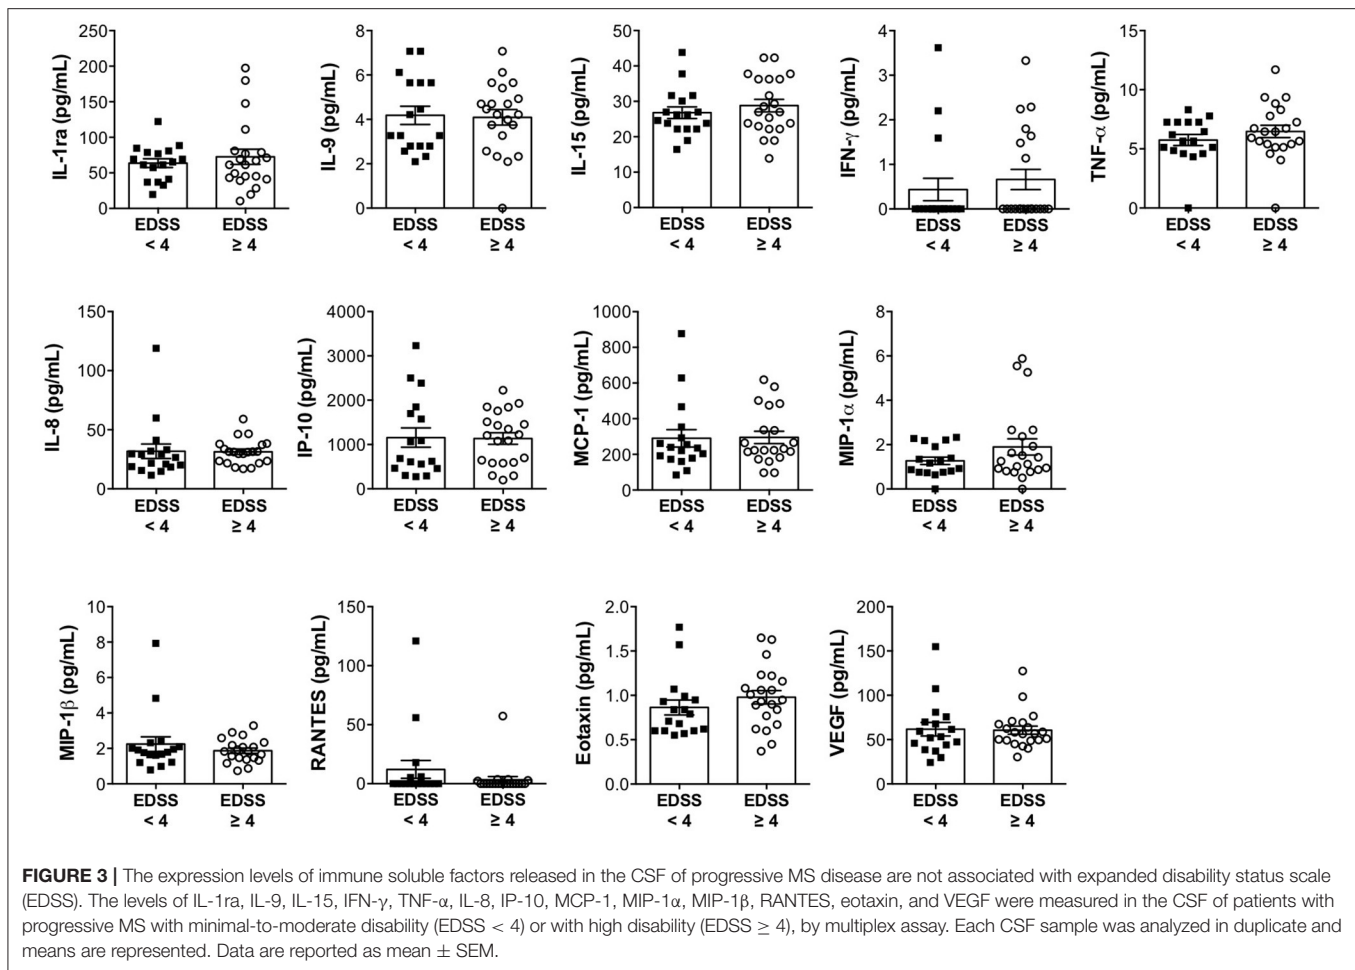 IL-1ra (pg/mL)
250
200
150
100
50
0
EDSS < 4
EDSS ≥ 4
IL-9 (pg/mL)
8
6
4
2
0
EDSS < 4
EDSS ≥ 4
IL-15 (pg/mL)
50
40
30
20
10
0
EDSS < 4
EDSS ≥ 4
IFN-γ (pg/mL)
4
3
2
1
0
EDSS < 4
EDSS ≥ 4
TNF-α (pg/mL)
15
10
5
0
EDSS < 4
EDSS ≥ 4
IL-8 (pg/mL)
150
100
50
0
EDSS < 4
EDSS ≥ 4
IP-10 (pg/mL)
4000
3000
2000
1000
0
EDSS < 4
EDSS ≥ 4
MCP-1 (pg/mL)
1000
800
600
400
200
0
EDSS < 4
EDSS ≥ 4
MIP-1α (pg/mL)
8
6
4
2
0
EDSS < 4
EDSS ≥ 4
MIP-1β (pg/mL)
10
8
6
4
2
0
EDSS < 4
EDSS ≥ 4
RANTES (pg/mL)
150
100
50
0
EDSS < 4
EDSS ≥ 4
Eotaxin (pg/mL)
2.0
1.5
1.0
0.5
0.0
EDSS < 4
EDSS ≥ 4
VEGF (pg/mL)
200
150
100
50
0
EDSS < 4
EDSS ≥ 4
FIGURE 3 | The expression levels of immune soluble factors released in the CSF of progressive MS disease are not associated with expanded disability status scale
(EDSS). The levels of IL-1ra, IL-9, IL-15, IFN-γ, TNF-α, IL-8, IP-10, MCP-1, MIP-1α, MIP-1β, RANTES, eotaxin, and VEGF were measured in the CSF of patients with
progressive MS with minimal-to-moderate disability (EDSS < 4) or with high disability (EDSS ≥ 4), by multiplex assay. Each CSF sample was analyzed in duplicate and
means are represented. Data are reported as mean ± SEM.